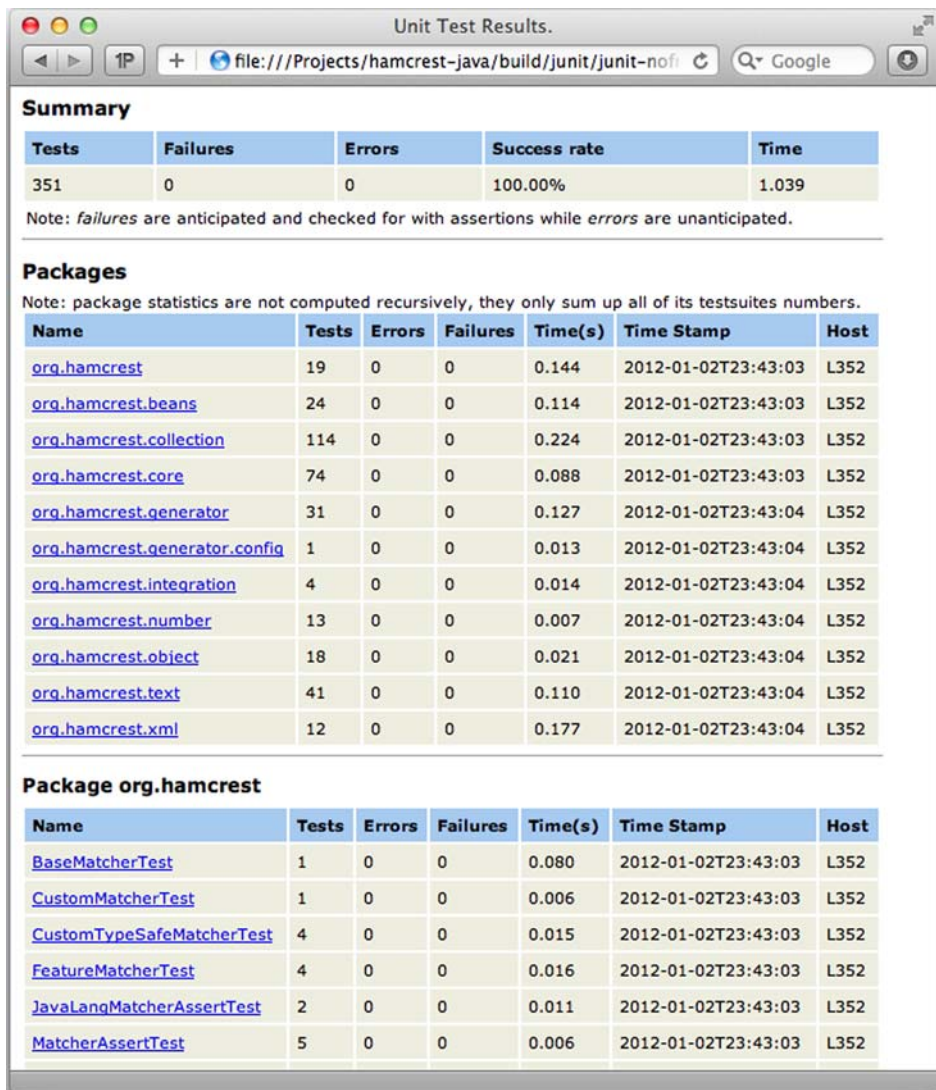 Unit Test Results.
1P + file:///Projects/hamcrest-java/build/junit/junit-nofr Google
Summary
Tests Failures Errors Success rate Time
351 0 0 100.00% 1.039
Note: failures are anticipated and checked for with assertions while errors are unanticipated.
Packages
Note: package statistics are not computed recursively, they only sum up all of its testsuites numbers.
Name Tests Errors Failures Time(s) Time Stamp Host
org.hamcrest 19 0 0 0.144 2012-01-02T23:43:03 L352
org.hamcrest.beans 24 0 0 0.114 2012-01-02T23:43:03 L352
org.hamcrest.collection 114 0 0 0.224 2012-01-02T23:43:03 L352
org.hamcrest.core 74 0 0 0.088 2012-01-02T23:43:03 L352
org.hamcrest.generator 31 0 0 0.127 2012-01-02T23:43:04 L352
org.hamcrest.generator.config 1 0 0 0.013 2012-01-02T23:43:04 L352
org.hamcrest.integration 4 0 0 0.014 2012-01-02T23:43:04 L352
org.hamcrest.number 13 0 0 0.007 2012-01-02T23:43:04 L352
org.hamcrest.object 18 0 0 0.021 2012-01-02T23:43:04 L352
org.hamcrest.text 41 0 0 0.110 2012-01-02T23:43:04 L352
org.hamcrest.xml 12 0 0 0.177 2012-01-02T23:43:04 L352
Package org.hamcrest
Name Tests Errors Failures Time(s) Time Stamp Host
BaseMatcherTest 1 0 0 0.080 2012-01-02T23:43:03 L352
CustomMatcherTest 1 0 0 0.006 2012-01-02T23:43:03 L352
CustomTypeSafeMatcherTest 4 0 0 0.015 2012-01-02T23:43:03 L352
FeatureMatcherTest 4 0 0 0.016 2012-01-02T23:43:03 L352
JavaLangMatcherAssertTest 2 0 0 0.011 2012-01-02T23:43:03 L352
MatcherAssertTest 5 0 0 0.006 2012-01-02T23:43:03 L352